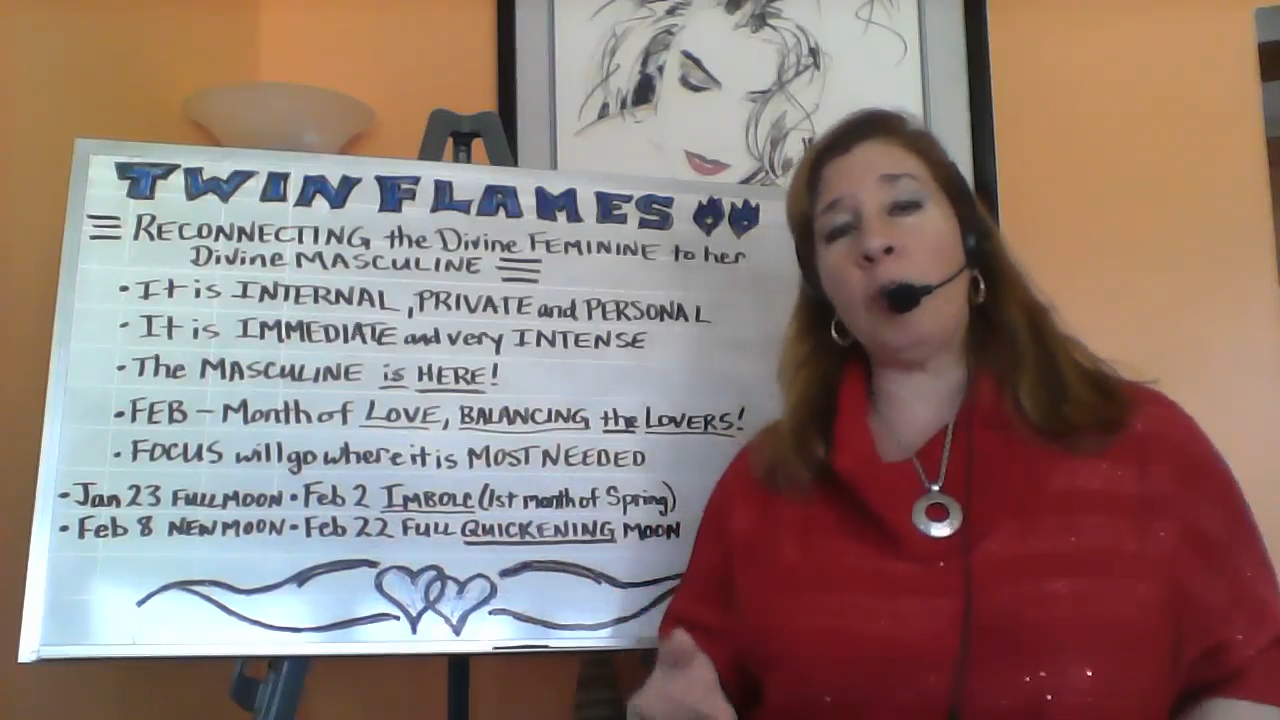 TWIN FLAMES
RECONNECTING the Divine FEMININE to her
Divine MASCULINE
• It is INTERNAL, PRIVATE and PERSONAL
• It is IMMEDIATE and very INTENSE
• The MASCULINE is HERE!
• FEB - Month of LOVE, BALANCING the LOVERS!
• FOCUS will go where it is MOST NEEDED
• Jan 23 FULL MOON • Feb 2 IMBOLC (1st month of Spring)
• Feb 8 NEW MOON • Feb 22 FULL QUICKENING MOON